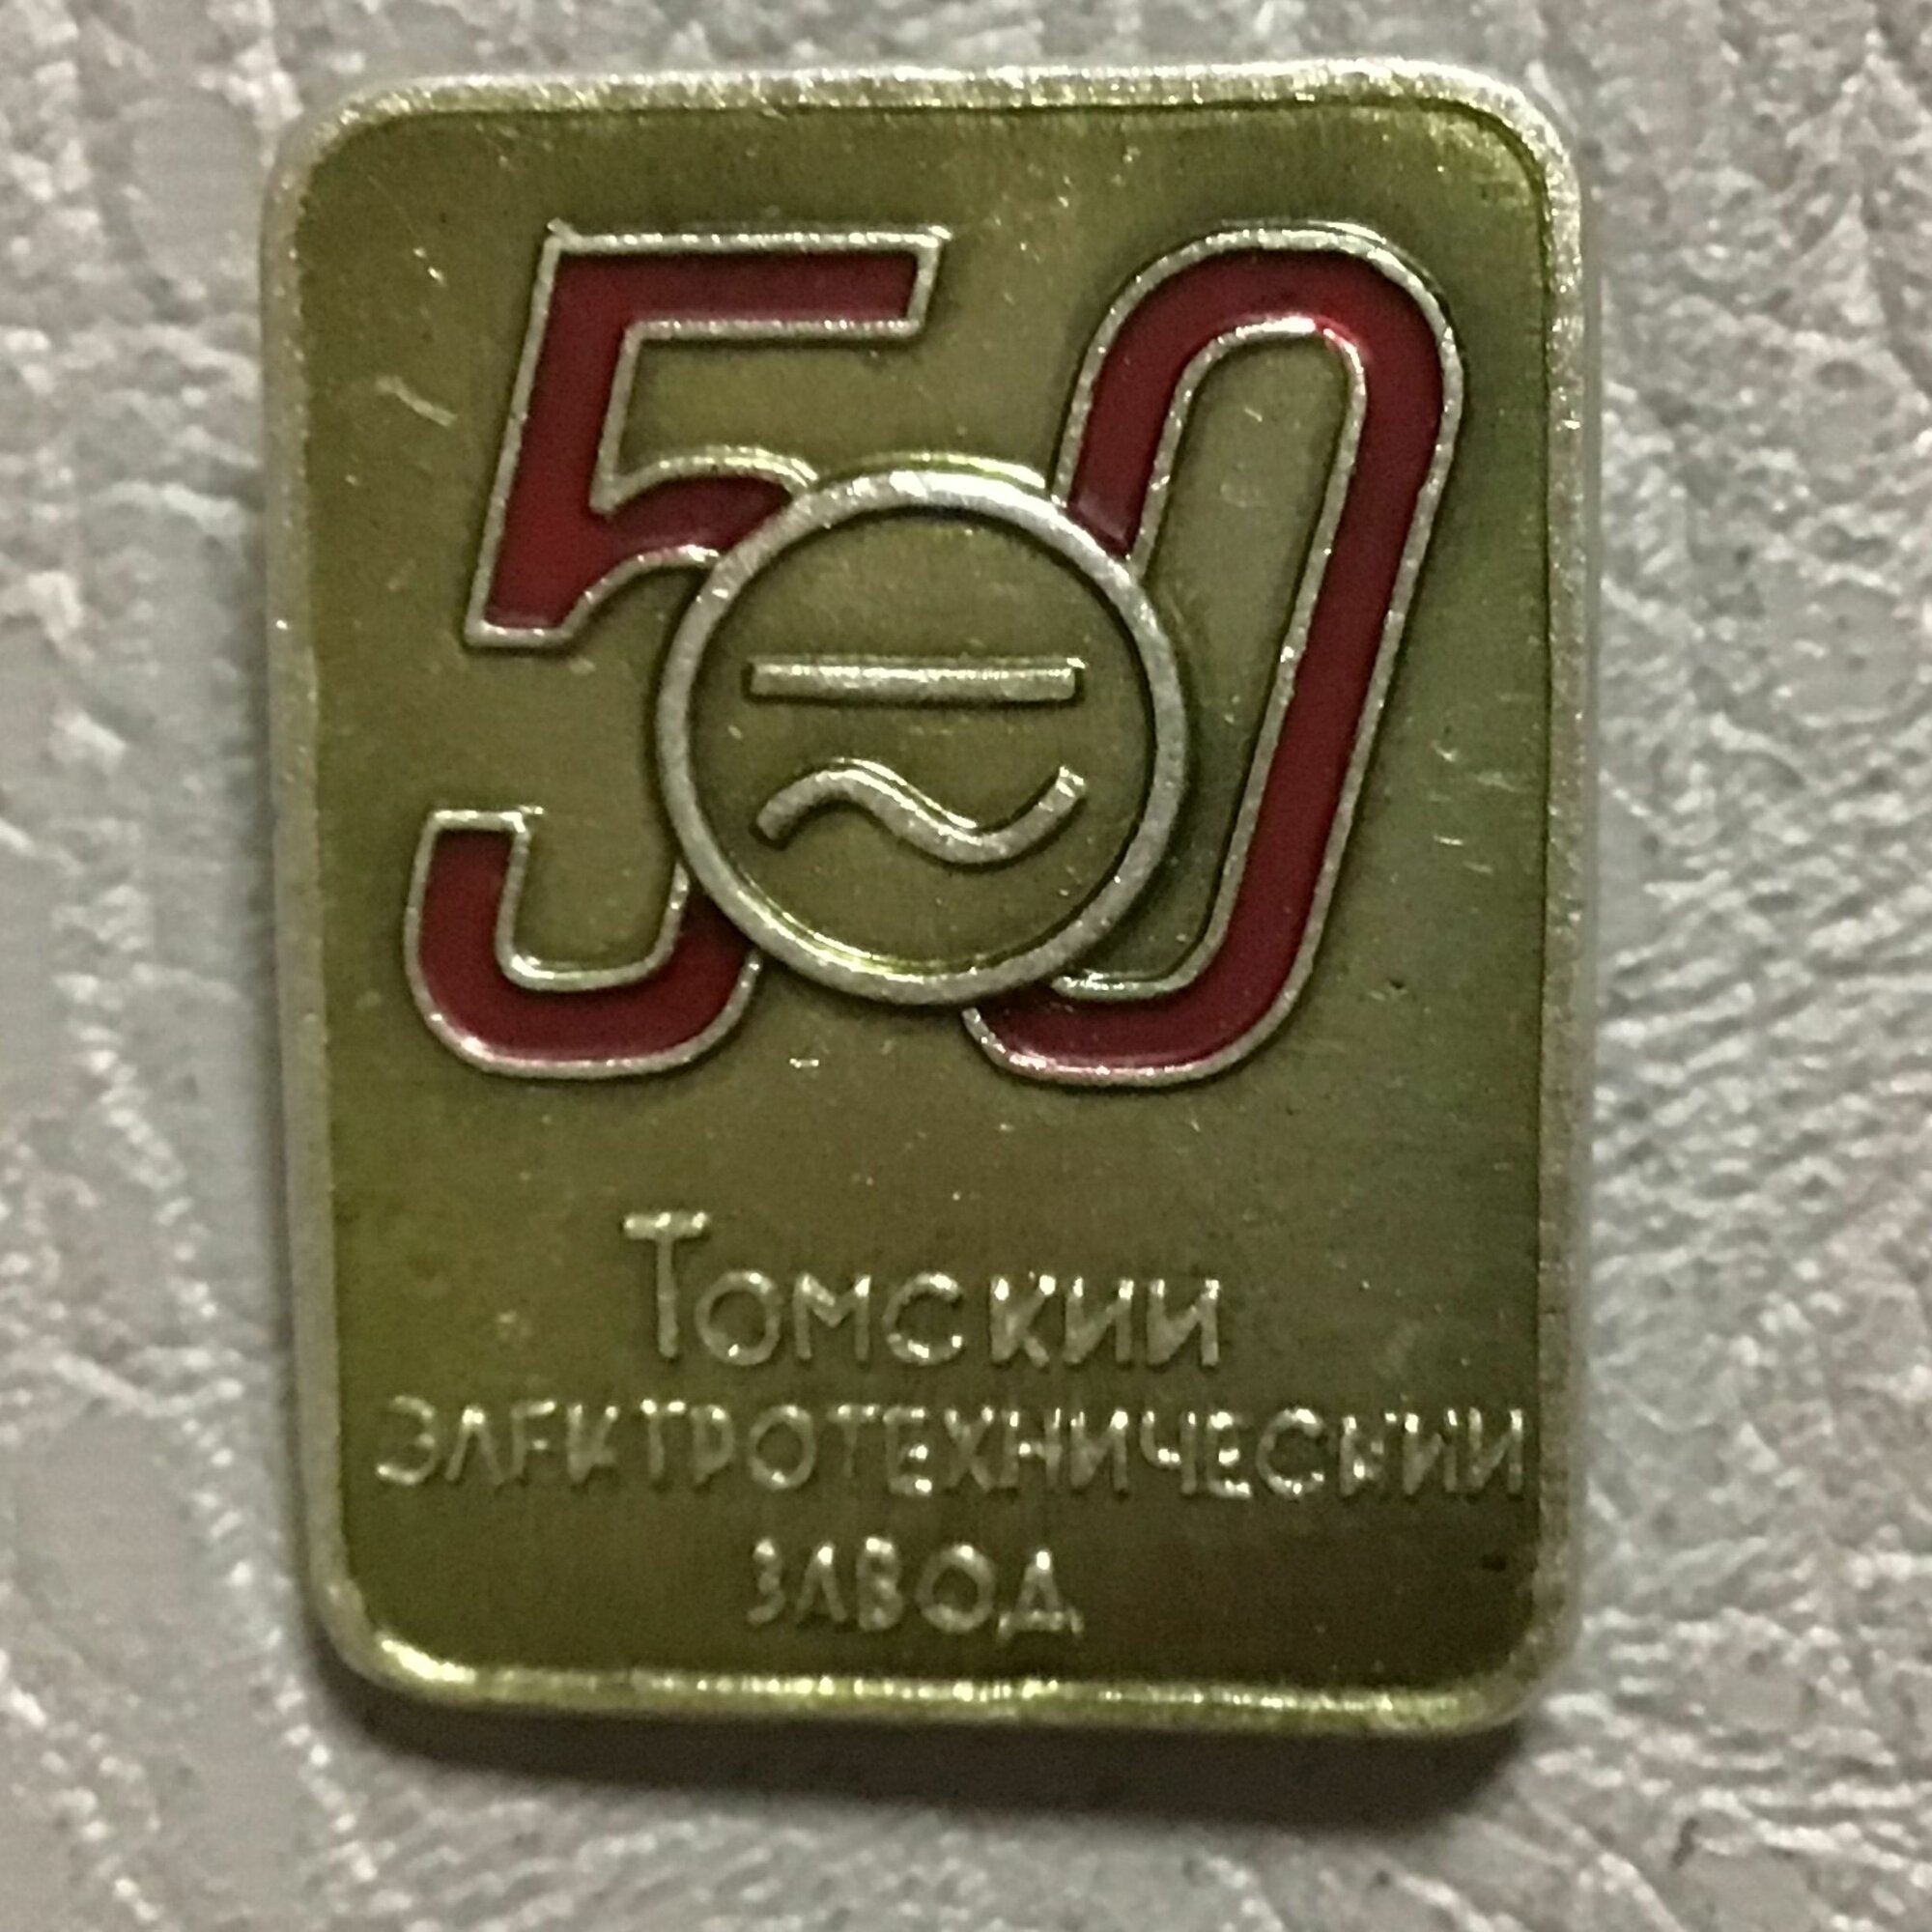 50
Томский
электротехнический
завод